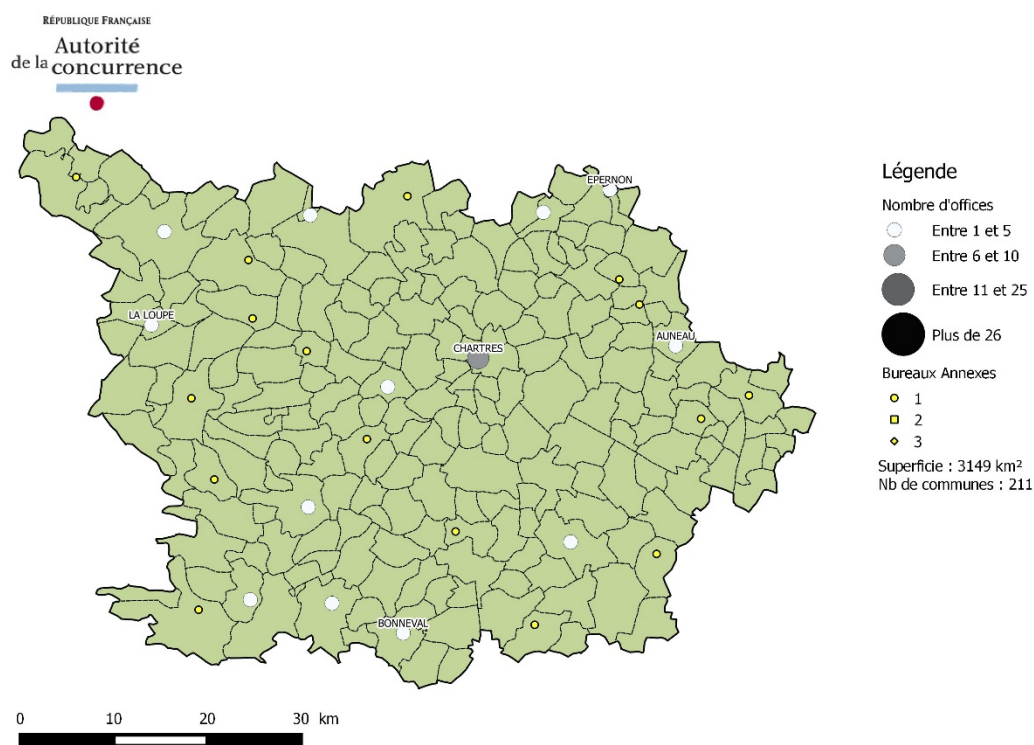 RÉPUBLIQUE FRANÇAISE
Autorité
de la concurrence
EPERNON
LA LOUPE
CHARTRES
AUNEAU
BONNEVAL
Légende
Nombre d'offices
Entre 1 et 5
Entre 6 et 10
Entre 11 et 25
Plus de 26
Bureaux Annexes
1
2
3
Superficie : 3149 km²
Nb de communes : 211
0 10 20 30 km